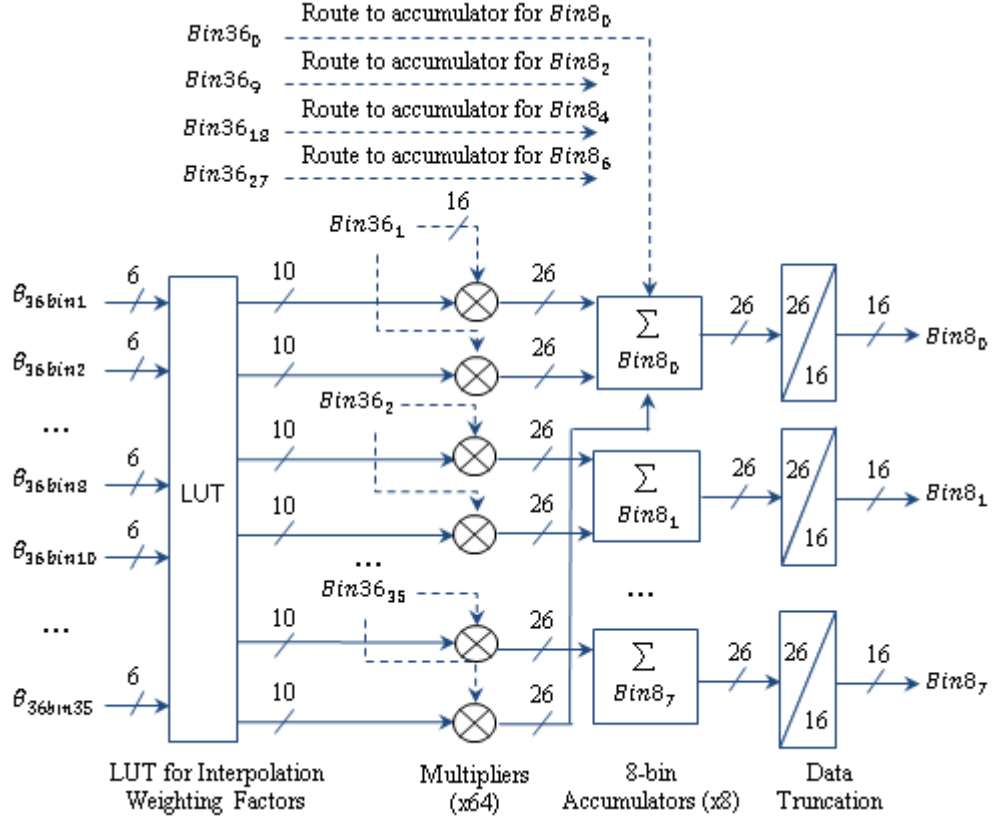 Route to accumulator for Bin8₀
Bin36₀
Route to accumulator for Bin8₂
Bin36₉
Route to accumulator for Bin8₄
Bin36₁₈
Route to accumulator for Bin8₆
Bin36₂₇
16
Bin36₁
6
10
26
θ₃₆bin1
26
26
16
Σ
Bin8₀
Bin8₀
6
10
26
θ₃₆bin2
16
Bin36₂
...
6
10
26
θ₃₆bin8
LUT
Σ
Bin8₁
26
26
16
Bin8₁
6
10
26
θ₃₆bin10
16
...
Bin36₃₅
...
...
10
26
Σ
Bin8₇
26
26
16
Bin8₇
6
10
26
θ₃₆bin35
16
LUT for Interpolation
Weighting Factors
Multipliers
(x64)
8-bin
Accumulators (x8)
Data
Truncation